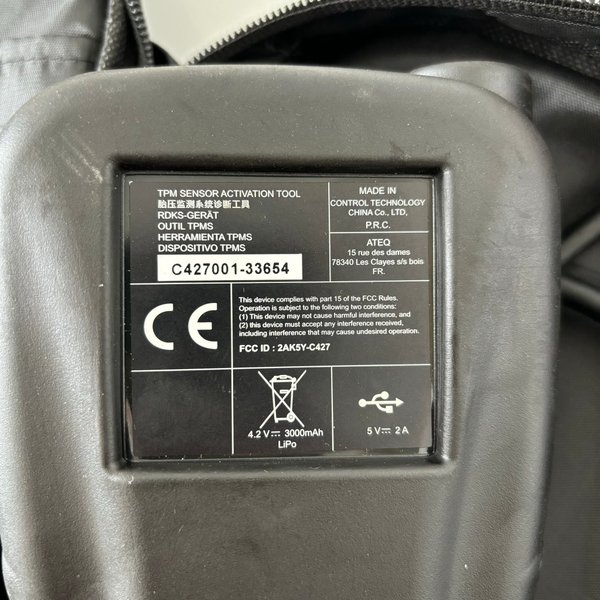 TPM SENSOR ACTIVATION TOOL
胎压监测系统诊断工具
RDKS-GERÄT
OUTIL TPMS
HERRAMIENTA TPMS
DISPOSITIVO TPMS
C427001-33654
MADE IN
CONTROL TECHNOLOGY
CHINA Co., LTD,
P.R.C.
ATEQ
15 rue des dames
78340 Les Clayes s/s bois
FR.
CE
This device complies with part 15 of the FCC Rules.
Operation is subject to the following two conditions:
(1) This device may not cause harmful interference, and
(2) this device must accept any interference received,
including interference that may cause undesired operation.
FCC ID : 2AK5Y-C427
4.2 V⎓ 3000mAh
LiPo
5 V⎓ 2 A